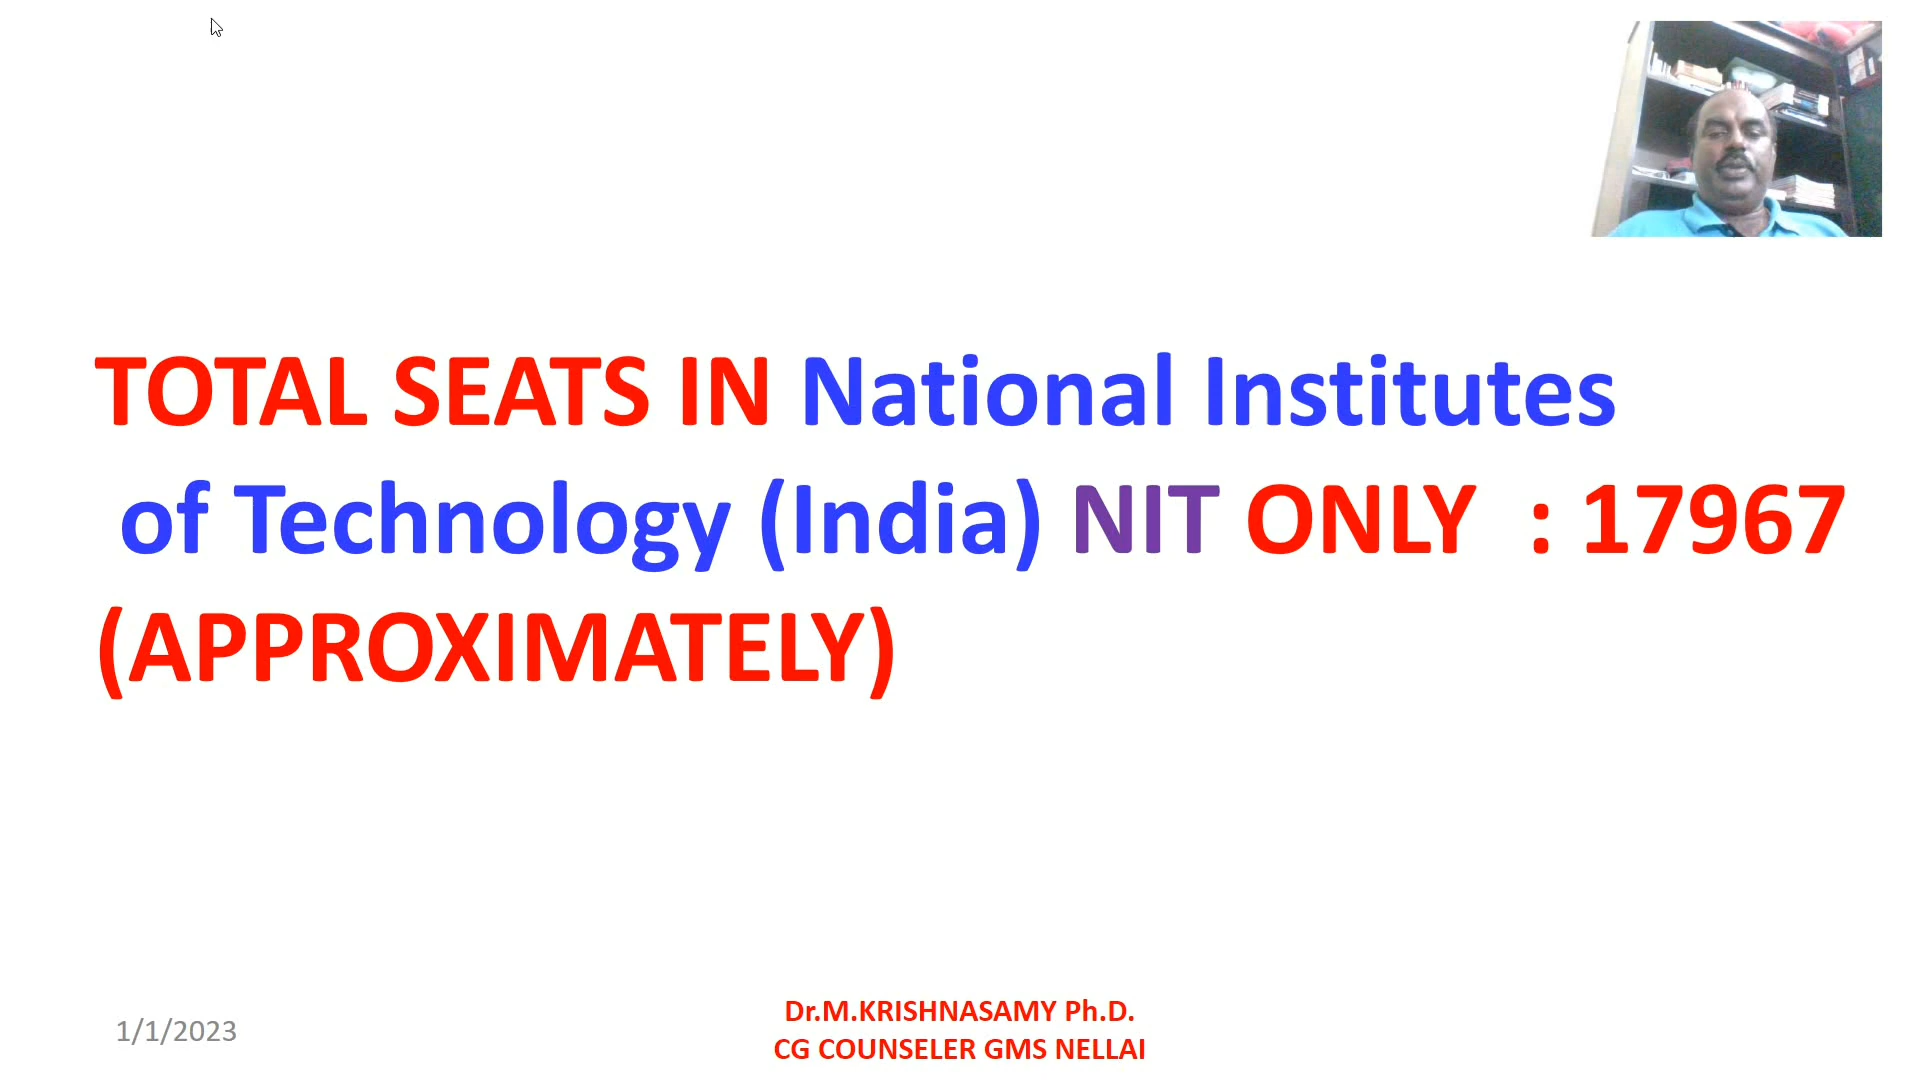 TOTAL SEATS IN National Institutes
of Technology (India) NIT ONLY : 17967
(APPROXIMATELY)
1/1/2023
Dr.M.KRISHNASAMY Ph.D.
CG COUNSELER GMS NELLAI